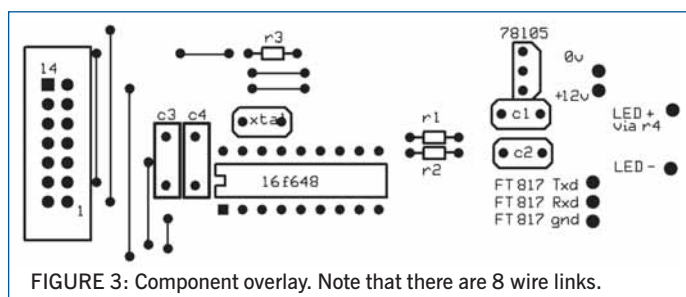 14
1
c3
c4
r3
xtal
16f648
r1
r2
78105
c1
c2
0v
+12v
LED +
via r4
LED-
FT817 Txd
FT817 Rxd
FT817 gnd
FIGURE 3: Component overlay. Note that there are 8 wire links.